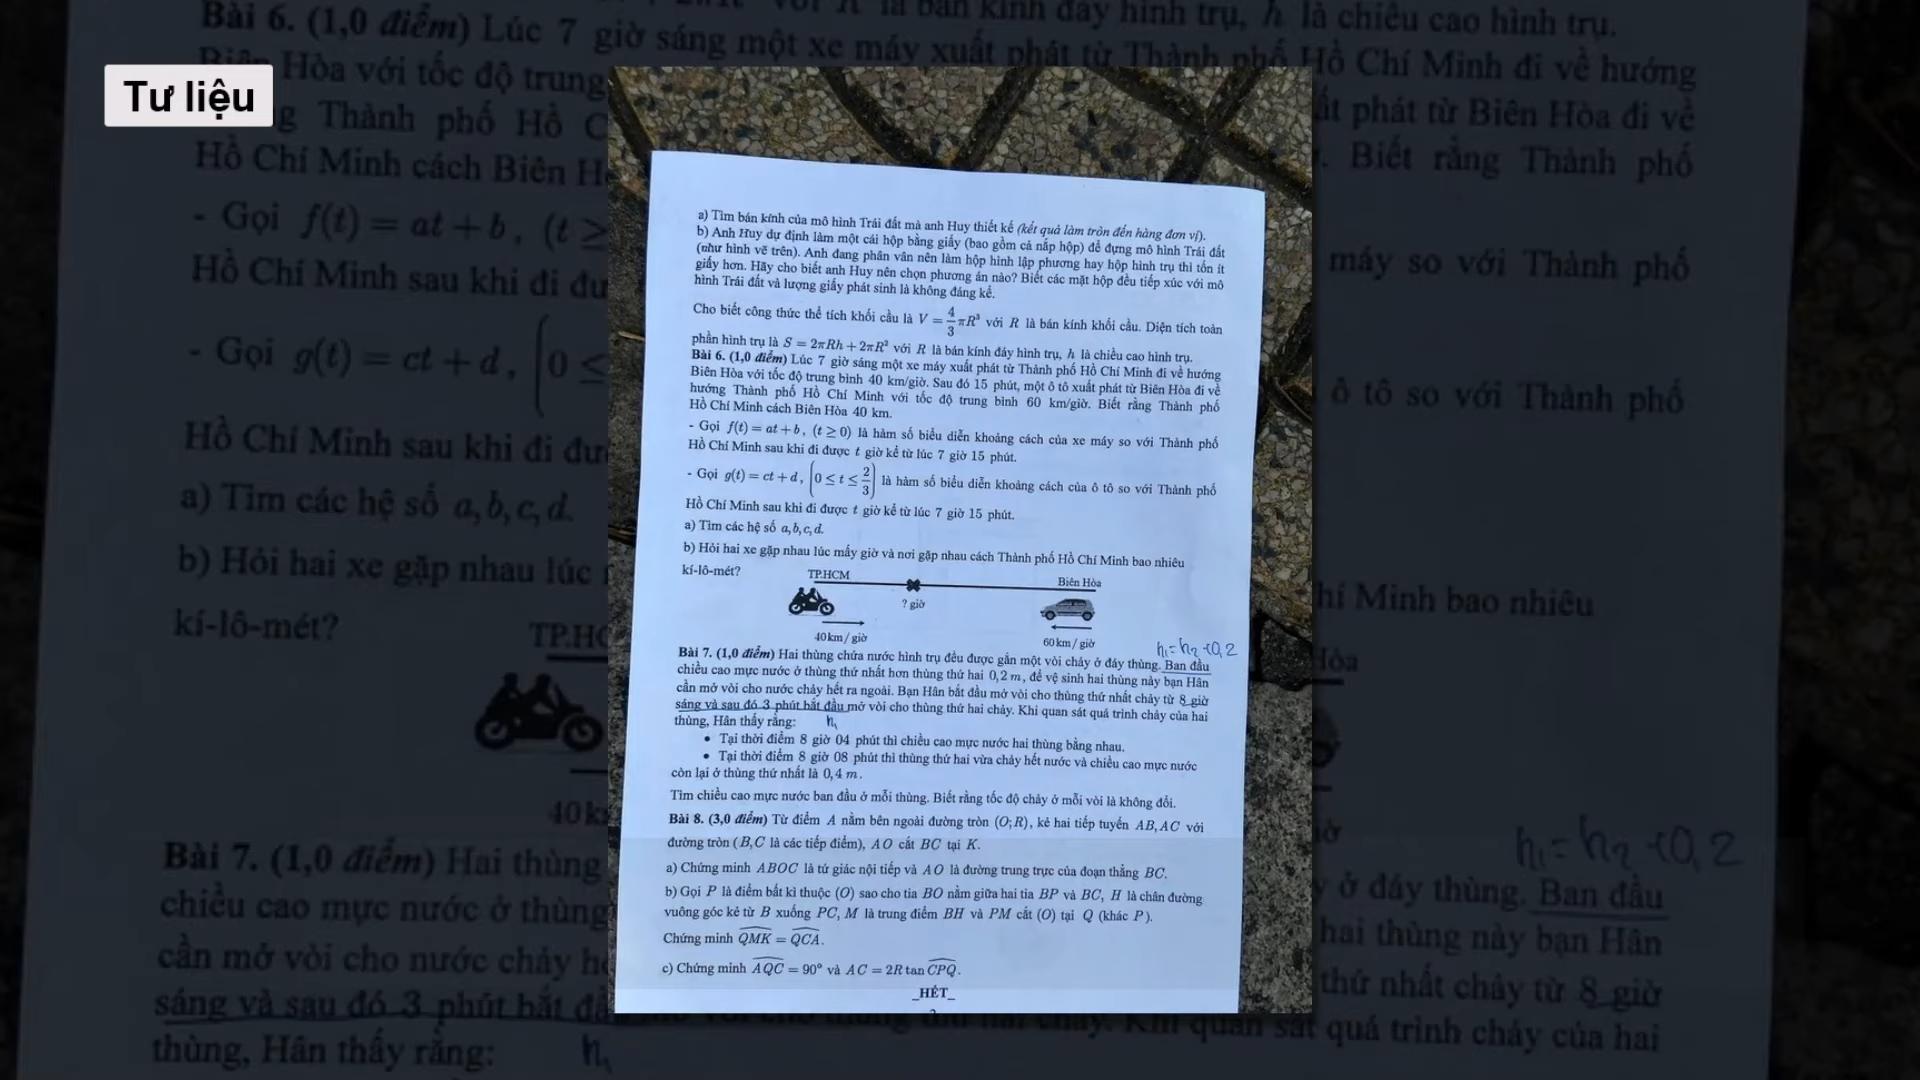 Tư liệu
a) Tìm bán kính của mô hình Trái đất mà anh Huy thiết kế (kết quả làm tròn đến hàng đơn vị).
b) Anh Huy dự định làm một cái hộp bằng giấy (bao gồm cả nắp hộp) để đựng mô hình Trái đất
(như hình vẽ trên). Anh đang phân vân nên làm hộp hình lập phương hay hộp hình trụ thì tốn ít
giấy hơn. Hãy cho biết anh Huy nên chọn phương án nào? Biết các mặt hộp đều tiếp xúc với mô
hình Trái đất và lượng giấy phát sinh là không đáng kể.
Cho biết công thức thể tích khối cầu là V = 4/3 πR³ với R là bán kính khối cầu. Diện tích toàn
phần hình trụ là S = 2πRh + 2πR² với R là bán kính đáy hình trụ, h là chiều cao hình trụ.
Bài 6. (1,0 điểm) Lúc 7 giờ sáng một xe máy xuất phát từ Thành phố Hồ Chí Minh đi về hướng
Biên Hòa với tốc độ trung bình 40 km/giờ. Sau đó 15 phút, một ô tô xuất phát từ Biên Hòa đi về
hướng Thành phố Hồ Chí Minh với tốc độ trung bình 60 km/giờ. Biết rằng Thành phố
Hồ Chí Minh cách Biên Hòa 40 km.
- Gọi f(t) = at + b, (t ≥ 0) là hàm số biểu diễn khoảng cách của xe máy so với Thành phố
Hồ Chí Minh sau khi đi được t giờ kể từ lúc 7 giờ 15 phút.
- Gọi g(t) = ct + d, (0 ≤ t ≤ 2/3) là hàm số biểu diễn khoảng cách của ô tô so với Thành phố
Hồ Chí Minh sau khi đi được t giờ kể từ lúc 7 giờ 15 phút.
a) Tìm các hệ số a, b, c, d.
b) Hỏi hai xe gặp nhau lúc mấy giờ và nơi gặp nhau cách Thành phố Hồ Chí Minh bao nhiêu
kí-lô-mét?
TP.HCM
Biên Hòa
? giờ
40 km / giờ
60 km / giờ
h₁ = h₂ + 0,2
Bài 7. (1,0 điểm) Hai thùng chứa nước hình trụ đều được gắn một vòi chảy ở đáy thùng. Ban đầu
chiều cao mực nước ở thùng thứ nhất hơn thùng thứ hai 0,2 m, để vệ sinh hai thùng này bạn Hân
cần mở vòi cho nước chảy hết ra ngoài. Bạn Hân bắt đầu mở vòi cho thùng thứ nhất chảy từ 8 giờ
sáng và sau đó 3 phút bắt đầu mở vòi cho thùng thứ hai chảy. Khi quan sát quá trình chảy của hai
thùng, Hân thấy rằng:
h₁
• Tại thời điểm 8 giờ 04 phút thì chiều cao mực nước hai thùng bằng nhau.
• Tại thời điểm 8 giờ 08 phút thì thùng thứ hai vừa chảy hết nước và chiều cao mực nước
còn lại ở thùng thứ nhất là 0,4 m.
Tìm chiều cao mực nước ban đầu ở mỗi thùng. Biết rằng tốc độ chảy ở mỗi vòi là không đổi.
Bài 8. (3,0 điểm) Từ điểm A nằm bên ngoài đường tròn (O; R), kẻ hai tiếp tuyến AB, AC với
đường tròn (B, C là các tiếp điểm), AO cắt BC tại K.
a) Chứng minh ABOC là tứ giác nội tiếp và AO là đường trung trực của đoạn thẳng BC.
b) Gọi P là điểm bất kì thuộc (O) sao cho tia BO nằm giữa hai tia BP và BC, H là chân đường
vuông góc kẻ từ B xuống PC, M là trung điểm BH và PM cắt (O) tại Q (khác P).
Chứng minh QMK = QCA.
c) Chứng minh AQC = 90° và AC = 2R tan CPQ.
_HẾT_